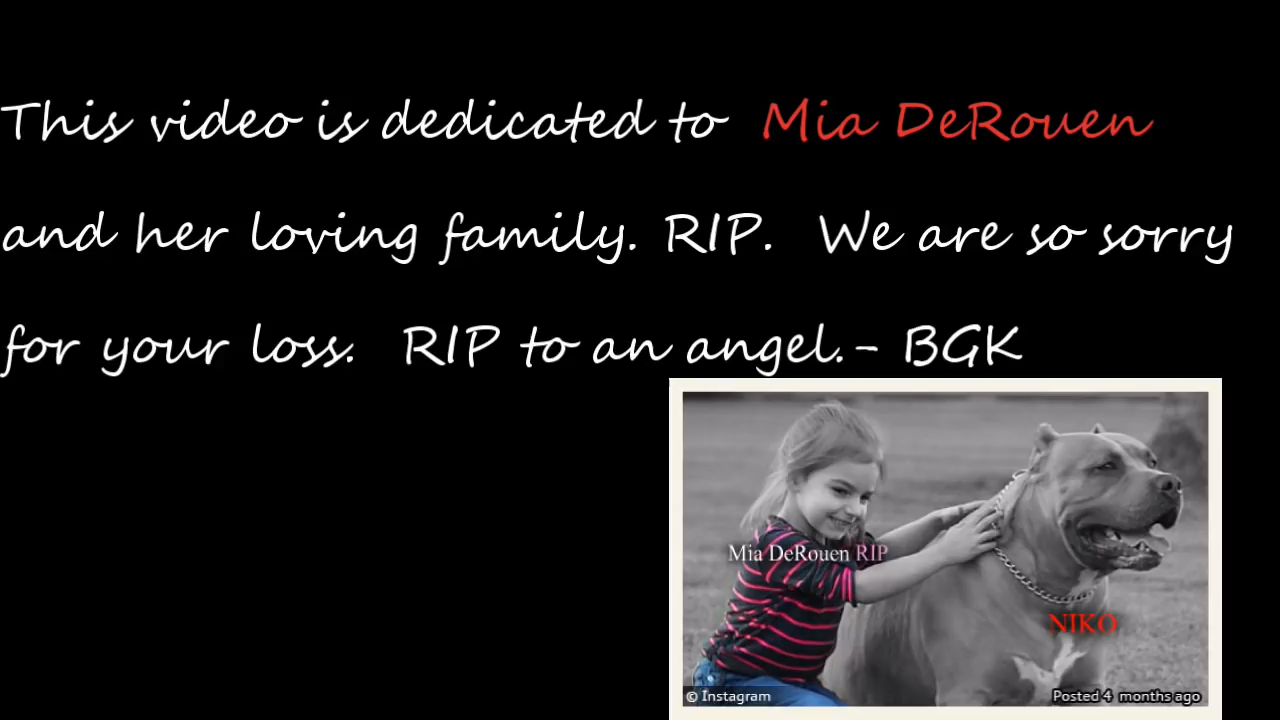 This video is dedicated to Mia DeRouen
and her loving family. RIP. We are so sorry
for your loss. RIP to an angel.- BGK
Mia DeRouen RIP
NIKO
© Instagram
Posted 4 months ago